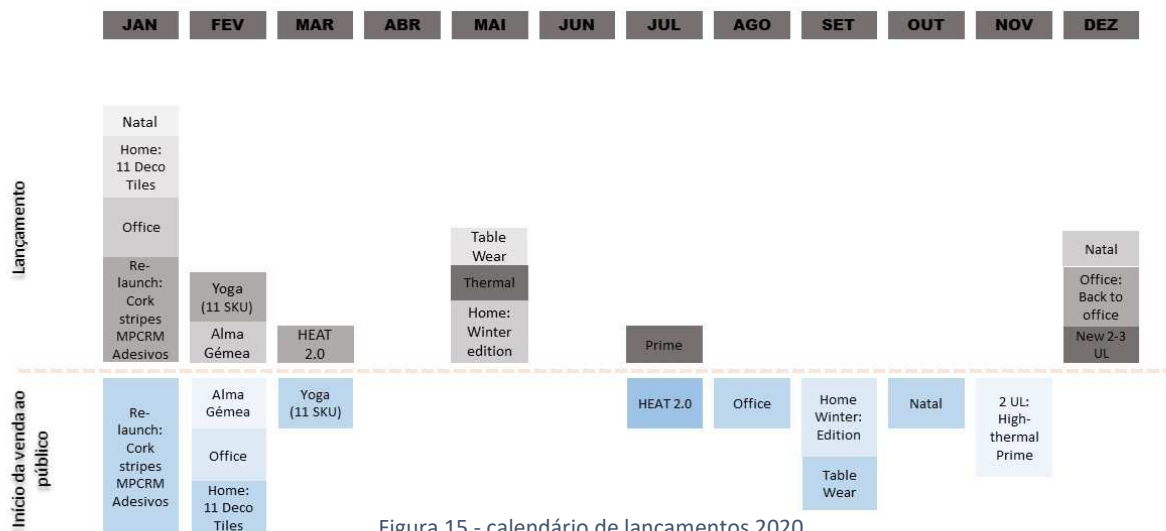 JAN FEV MAR ABR MAI JUN JUL AGO SET OUT NOV DEZ
Lançamento
Natal
Home:
11 Deco
Tiles
Office
Re-
launch:
Cork
stripes
MPCRM
Adesivos
Yoga
(11 SKU)
Alma
Gémea
HEAT
2.0
Table
Wear
Thermal
Home:
Winter
edition
Prime
Natal
Office:
Back to
office
New 2-3
UL
Início da venda ao
público
Re-
launch:
Cork
stripes
MPCRM
Adesivos
Alma
Gémea
Office
Home:
11 Deco
Tiles
Yoga
(11 SKU)
HEAT 2.0
Office
Home
Winter:
Edition
Table
Wear
Natal
2 UL:
High-
thermal
Prime
Figura 15 - calendário de lançamentos 2020